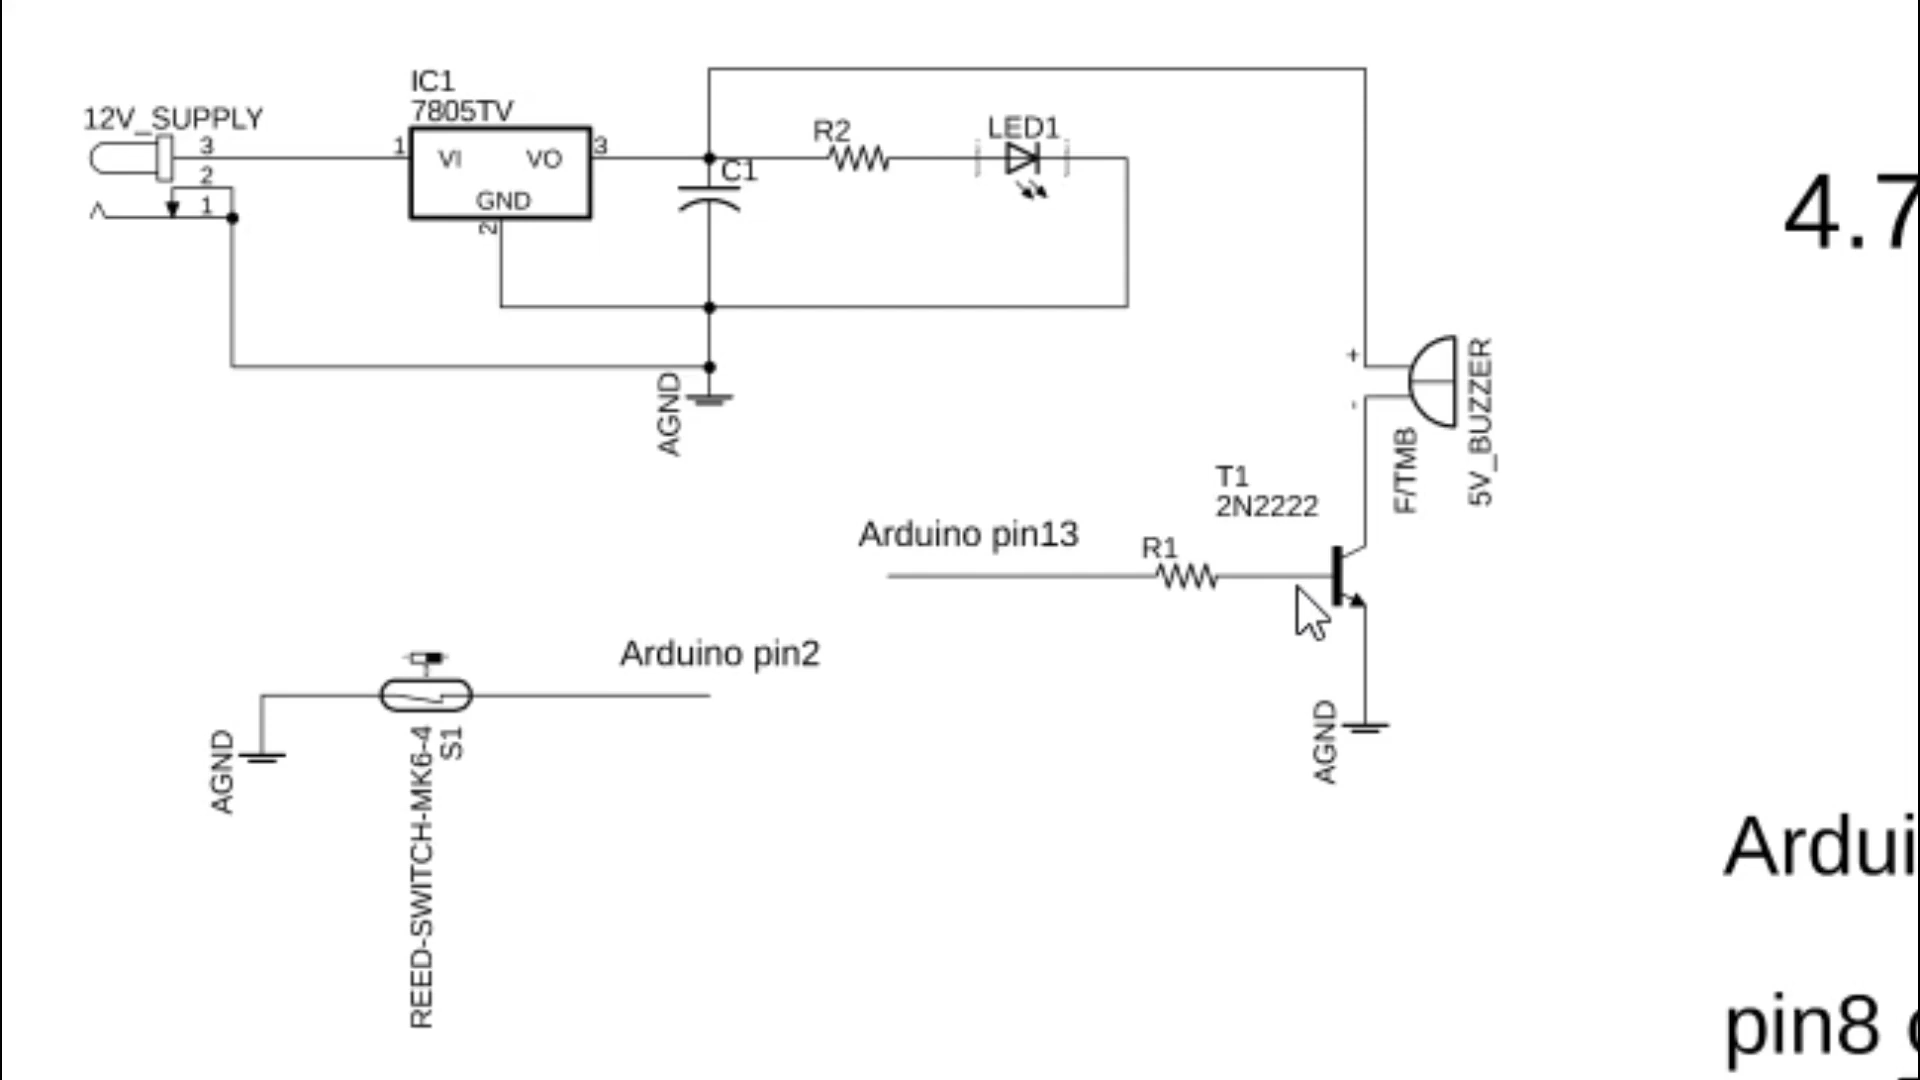 IC1
7805TV
12V_SUPPLY
3
2
1
1
VI
VO
3
GND
2
C1
R2
LED1
AGND
+
-
5V_BUZZER
F/TMB
T1
2N2222
Arduino pin13
R1
AGND
Arduino pin2
AGND
S1
REED-SWITCH-MK6-4
4.7
Ardui
pin8